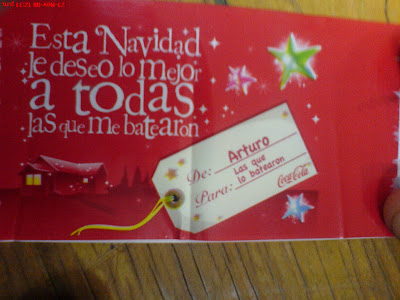 Esta Navidad
le deseo lo mejor
a todas
las que me batearon
De: Arturo
Para: Las que
lo batearon
Coca-Cola